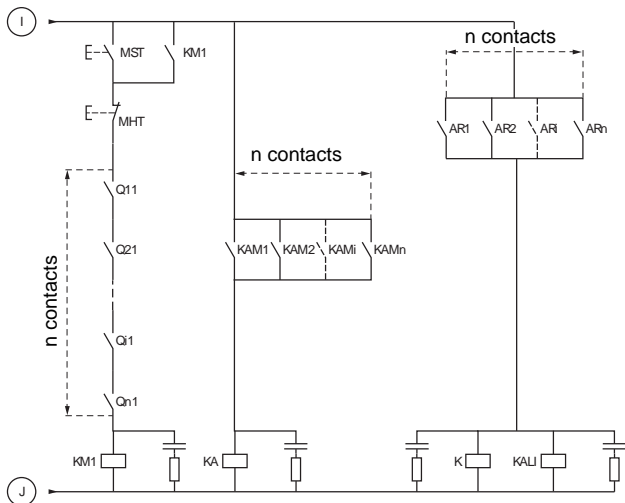 I
MST
KM1
n contacts
MHT
AR1
AR2
ARi
ARn
n contacts
Q11
n contacts
Q21
KAM1
KAM2
KAMi
KAMn
Qi1
Qn1
KM1
KA
K
KALI
J